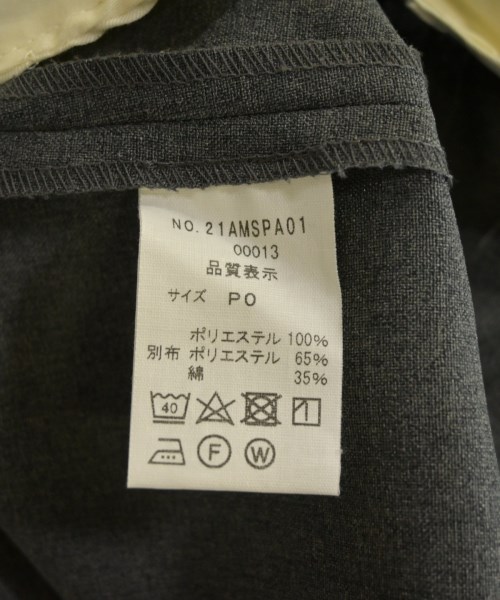 NO. 21AMSPA01
00013
品質表示
サイズ P0
ポリエステル 100%
別布 ポリエステル 65%
綿 35%
40
F W